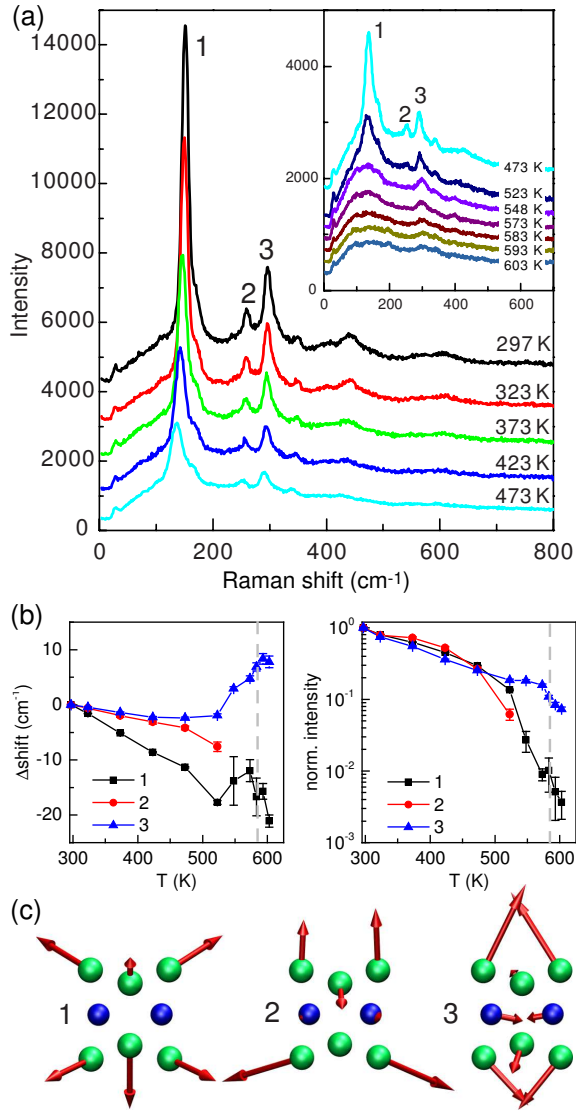 (a)
14000
12000
10000
8000
6000
4000
2000
0
Intensity
1
2
3
297 K
323 K
373 K
423 K
473 K
0 200 400 600 800
Raman shift (cm-1)
4000
2000
0
1
2
3
473 K
523 K
548 K
573 K
583 K
593 K
603 K
0 200 400 600
(b)
10
0
-10
-20
Δshift (cm-1)
1
2
3
300 400 500 600
T (K)
100
10-1
10-2
10-3
norm. intensity
1
2
3
300 400 500 600
T (K)
(c)
1 2 3